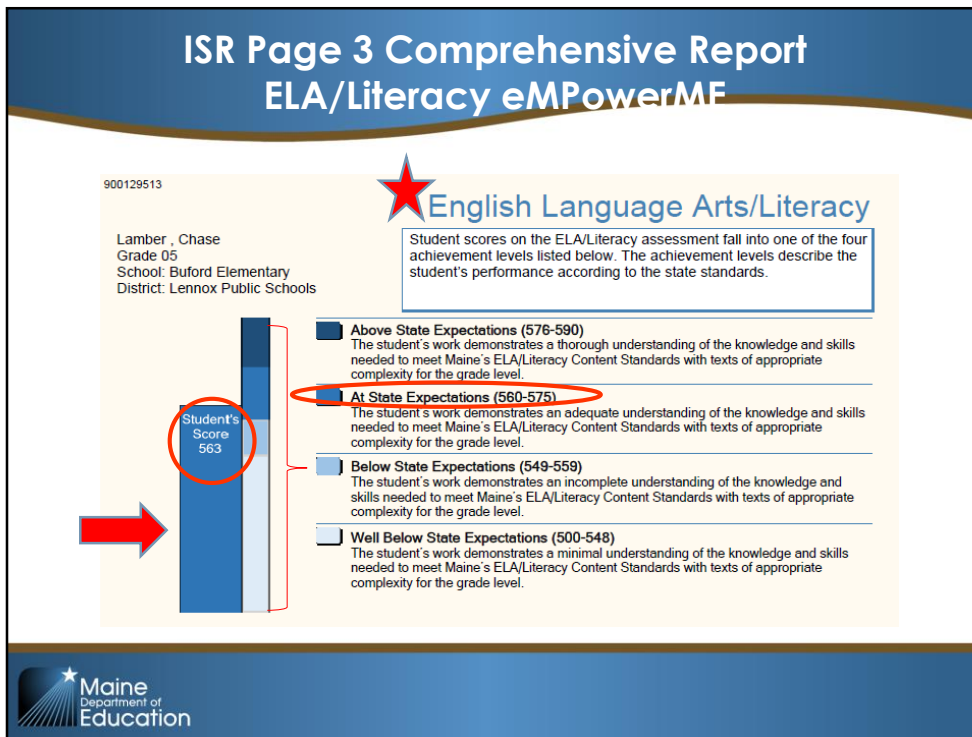 ISR Page 3 Comprehensive Report
ELA/Literacy eMPowerME
900129513
English Language Arts/Literacy
Lamber , Chase
Grade 05
School: Buford Elementary
District: Lennox Public Schools
Student scores on the ELA/Literacy assessment fall into one of the four
achievement levels listed below. The achievement levels describe the
student's performance according to the state standards.
Above State Expectations (576-590)
The student's work demonstrates a thorough understanding of the knowledge and skills
needed to meet Maine's ELA/Literacy Content Standards with texts of appropriate
complexity for the grade level.
At State Expectations (560-575)
The student's work demonstrates an adequate understanding of the knowledge and skills
needed to meet Maine's ELA/Literacy Content Standards with texts of appropriate
complexity for the grade level.
Student's
Score
563
Below State Expectations (549-559)
The student's work demonstrates an incomplete understanding of the knowledge and
skills needed to meet Maine's ELA/Literacy Content Standards with texts of appropriate
complexity for the grade level.
Well Below State Expectations (500-548)
The student's work demonstrates a minimal understanding of the knowledge and skills
needed to meet Maine's ELA/Literacy Content Standards with texts of appropriate
complexity for the grade level.
Maine
Department of
Education